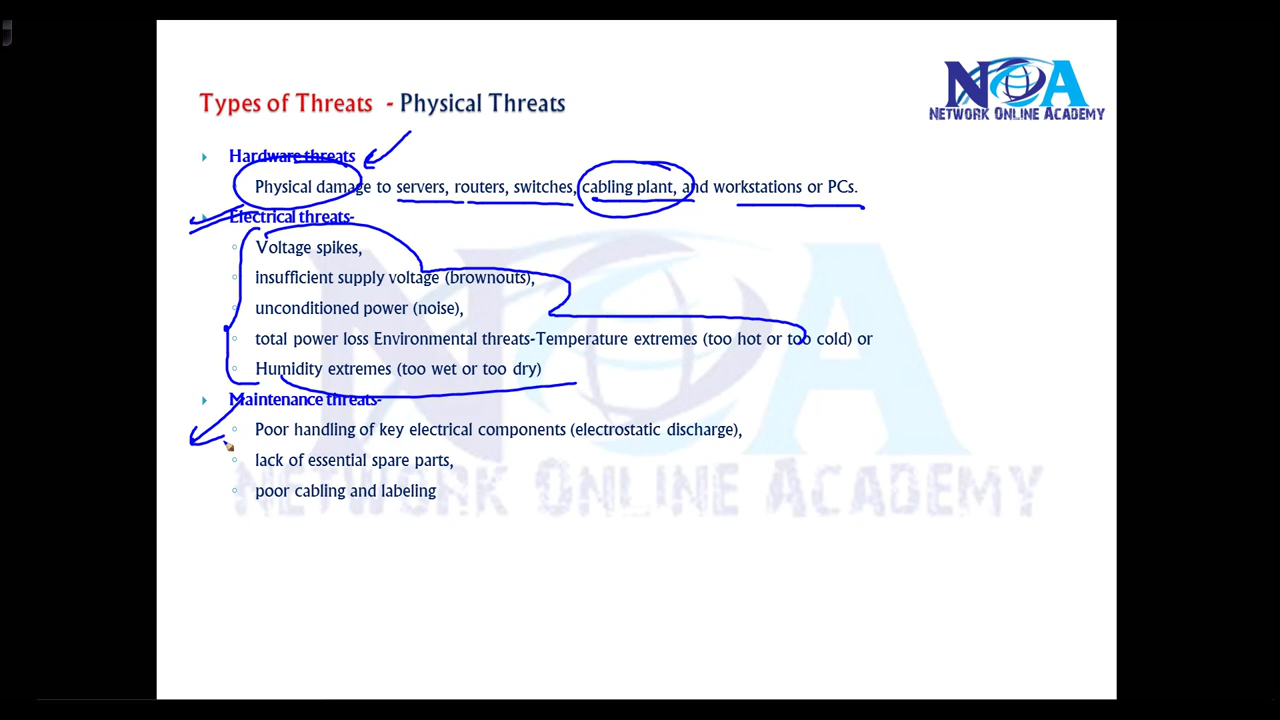 NOA
NETWORK ONLINE ACADEMY
Types of Threats - Physical Threats
Hardware threats
Physical damage to servers, routers, switches, cabling plant, and workstations or PCs.
Electrical threats-
Voltage spikes,
insufficient supply voltage (brownouts),
unconditioned power (noise),
total power loss Environmental threats-Temperature extremes (too hot or too cold) or
Humidity extremes (too wet or too dry)
Maintenance threats-
Poor handling of key electrical components (electrostatic discharge),
lack of essential spare parts,
poor cabling and labeling
NOA
NETWORK ONLINE ACADEMY